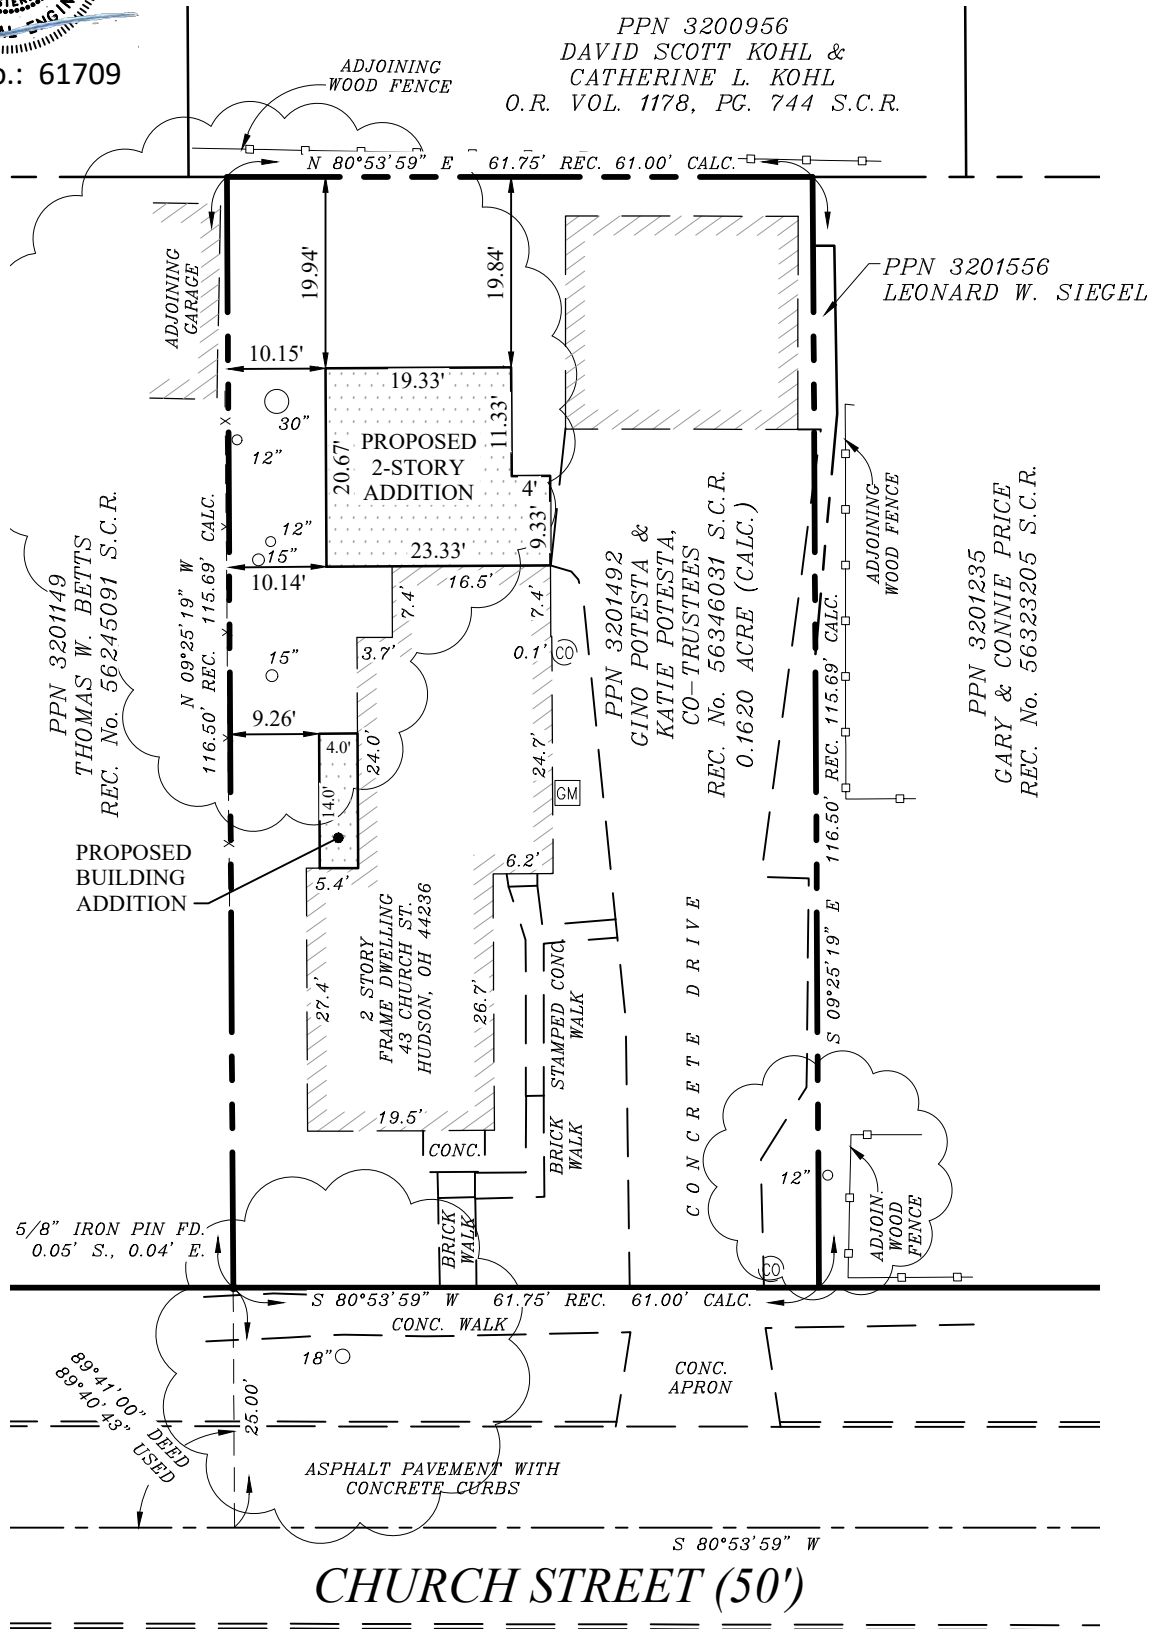 o.: 61709
PPN 3200956
DAVID SCOTT KOHL &
CATHERINE L. KOHL
O.R. VOL. 1178, PG. 744 S.C.R.
ADJOINING
WOOD FENCE
N 80°53'59" E 61.75' REC. 61.00' CALC.
19.94'
19.84'
ADJOINING
GARAGE
PPN 3201556
LEONARD W. SIEGEL
10.15'
19.33'
30"
12"
11.33'
PROPOSED
2-STORY
ADDITION
20.67'
4'
9.33'
12"
15"
23.33'
10.14'
16.5'
7.4'
7.4'
3.7'
0.1'
CO
15"
9.26'
4.0'
24.0'
14.0'
24.7'
GM
PROPOSED
BUILDING
ADDITION
5.4'
6.2'
PPN 3201149
THOMAS W. BETTS
REC. No. 56245091 S.C.R.
N 09°25'19" W
116.50' REC. 115.69' CALC.
PPN 3201492
GINO POTESTA &
KATIE POTESTA,
CO-TRUSTEES
REC. No. 56346031 S.C.R.
0.1620 ACRE (CALC.)
ADJOINING
WOOD FENCE
PPN 3201235
GARY & CONNIE PRICE
REC. No. 56323205 S.C.R.
S 09°25'19" E 116.50' REC. 115.69' CALC.
27.4'
2 STORY
FRAME DWELLING
43 CHURCH ST.
HUDSON, OH 44236
26.7'
STAMPED CONC.
WALK
CONCRETE DRIVE
19.5'
CONC.
BRICK
WALK
BRICK
WALK
12"
ADJOIN.
WOOD
FENCE
CO
5/8" IRON PIN FD.
0.05' S., 0.04' E.
S 80°53'59" W 61.75' REC. 61.00' CALC.
CONC. WALK
18"
CONC.
APRON
89°41'00" DEED
89°40'43" USED
25.00'
ASPHALT PAVEMENT WITH
CONCRETE CURBS
S 80°53'59" W
CHURCH STREET (50')